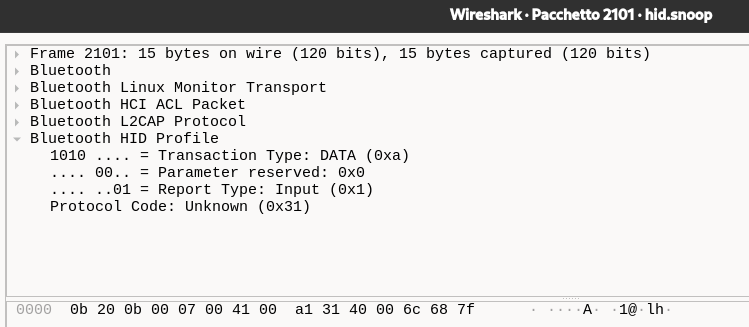 Wireshark · Pacchetto 2101 · hid.snoop
Frame 2101: 15 bytes on wire (120 bits), 15 bytes captured (120 bits)
Bluetooth
Bluetooth Linux Monitor Transport
Bluetooth HCI ACL Packet
Bluetooth L2CAP Protocol
Bluetooth HID Profile
1010 .... = Transaction Type: DATA (0xa)
.... 00.. = Parameter reserved: 0x0
.... ..01 = Report Type: Input (0x1)
Protocol Code: Unknown (0x31)
0000 0b 20 0b 00 07 00 41 00 a1 31 40 00 6c 68 7f · ····A· ·1@·lh·